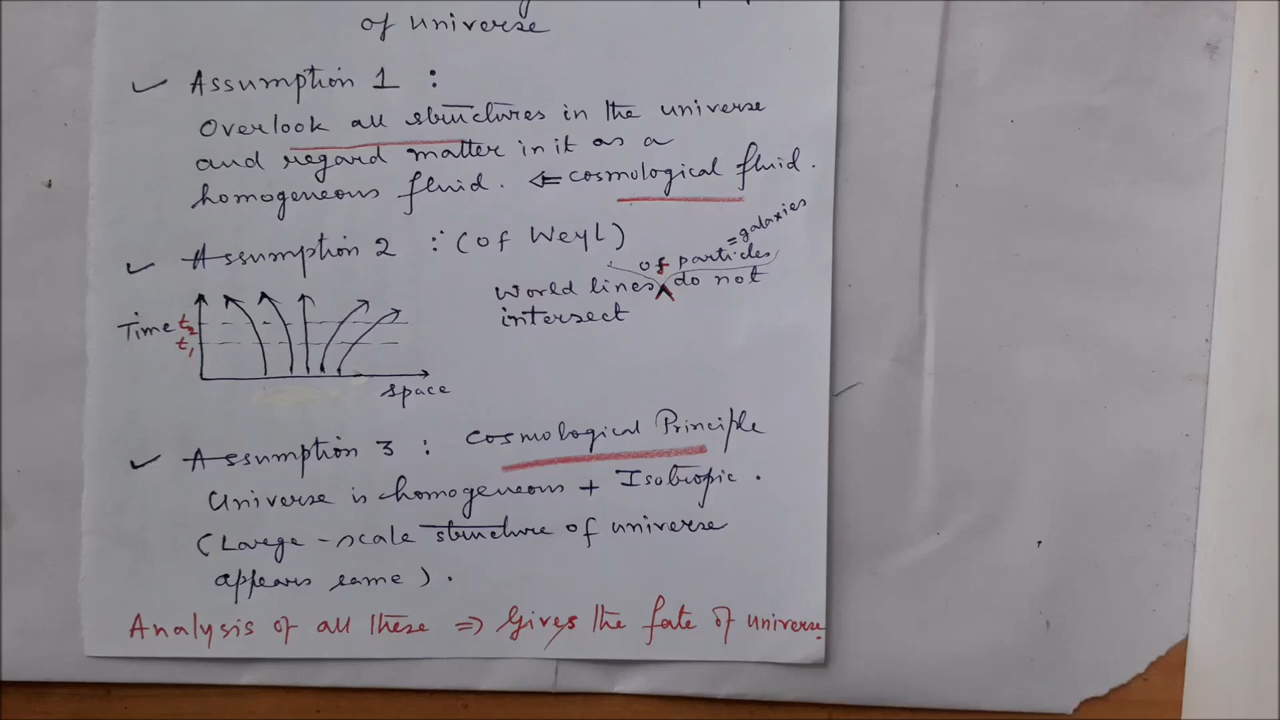 of universe
✓ Assumption 1 :
Overlook all structures in the universe
and regard matter in it as a
homogeneous fluid. ⇐ cosmological fluid.
✓ Assumption 2 : (of Weyl)
= galaxies
of particles
World lines ∧ do not
intersect
Time t₂
t₁
space
✓ Assumption 3 : Cosmological Principle
Universe is homogeneous + Isotropic .
(Large-scale structure of universe
appears same) .
Analysis of all these ⇒ Gives the fate of universe.